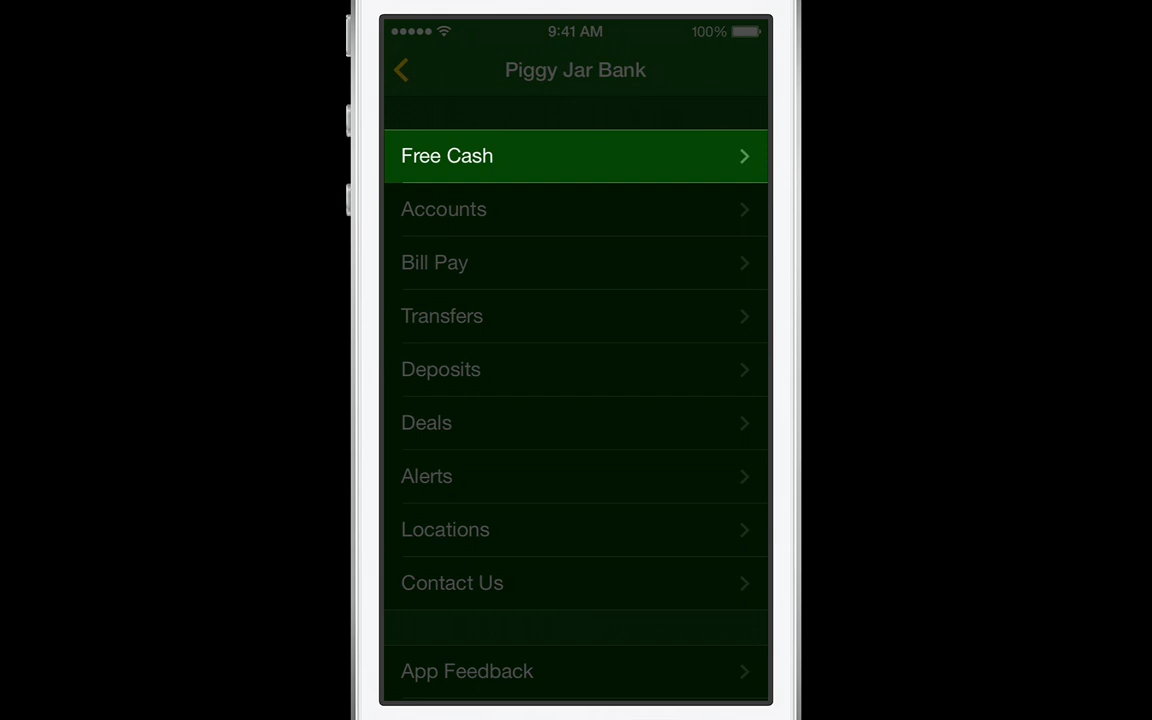 9:41 AM
100%
Piggy Jar Bank
Free Cash
Accounts
Bill Pay
Transfers
Deposits
Deals
Alerts
Locations
Contact Us
App Feedback